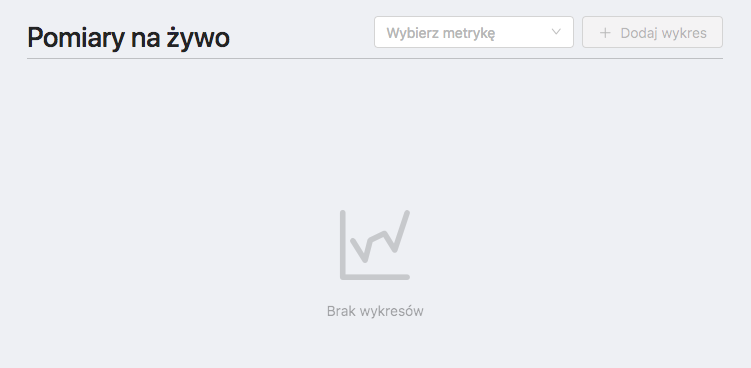 Pomiary na żywo
Wybierz metrykę
Dodaj wykres
Brak wykresów